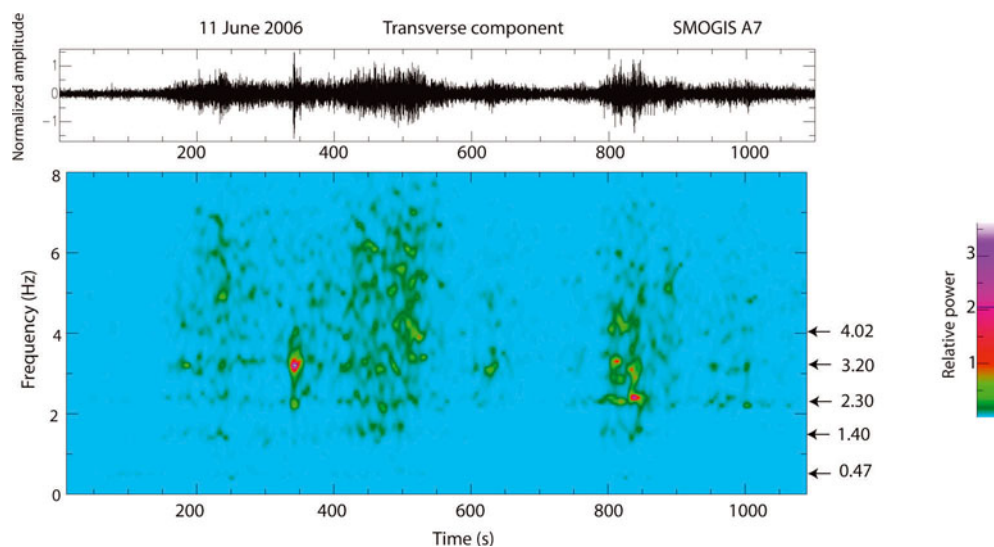 11 June 2006 Transverse component SMOGIS A7
Normalized amplitude
1
0
−1
200 400 600 800 1000
Frequency (Hz)
8
6
4
2
0
200 400 600 800 1000
Time (s)
4.02
3.20
2.30
1.40
0.47
Relative power
3
2
1